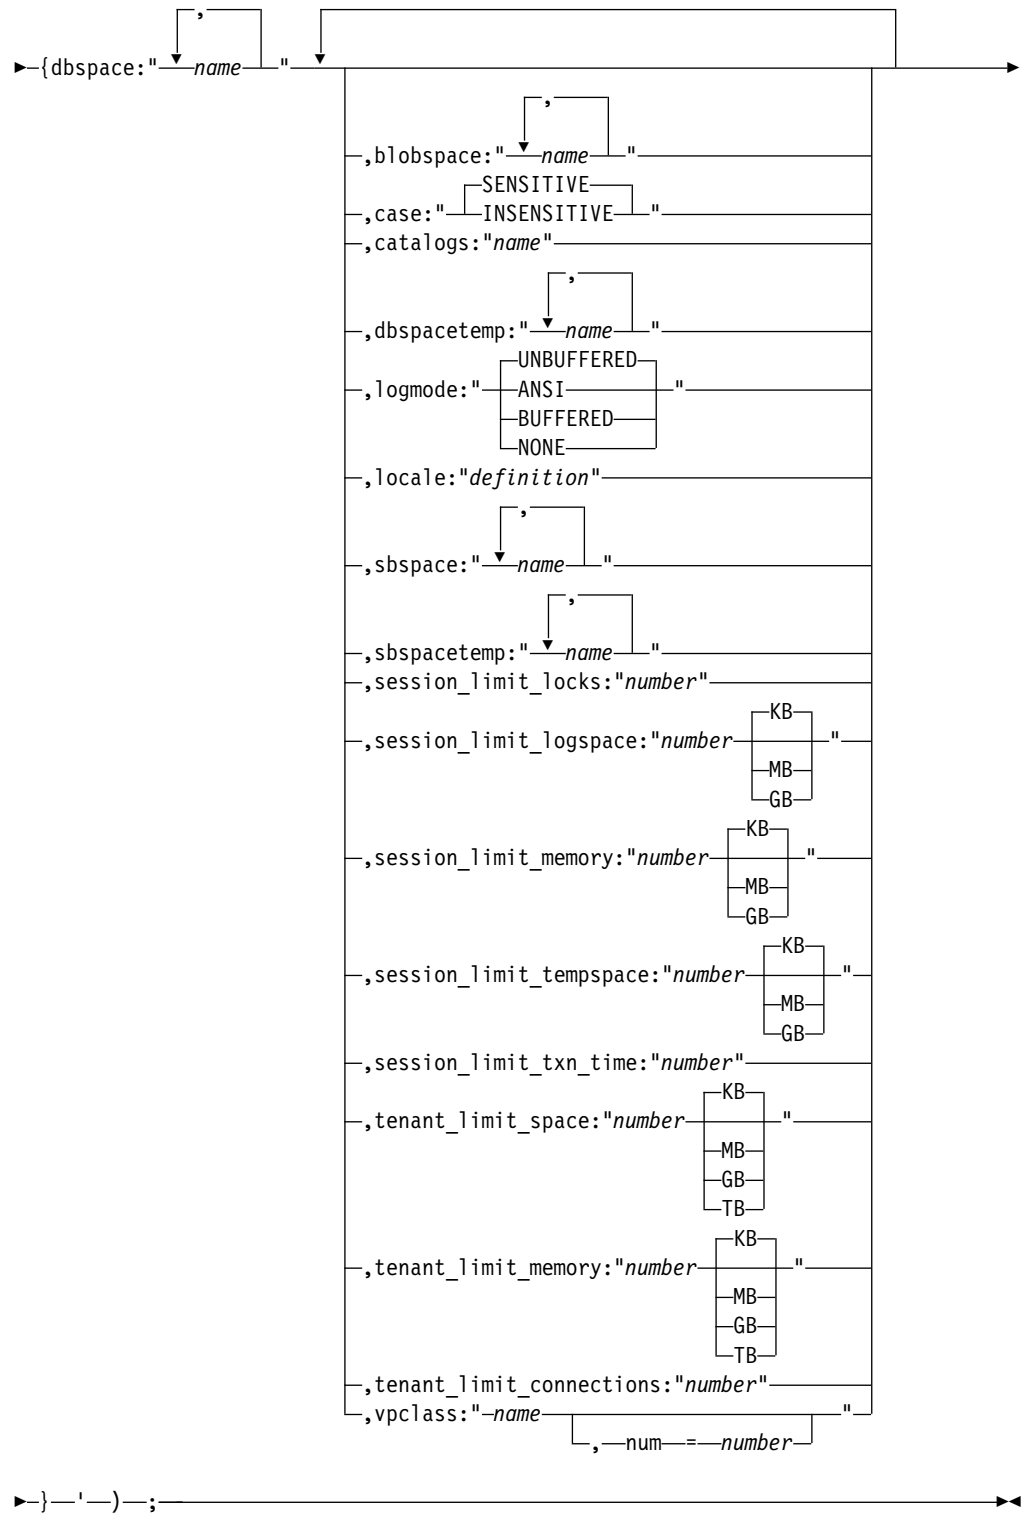 ,
{dbspace:" name "
,
,blobspace:" name "
SENSITIVE
,case:" INSENSITIVE "
,catalogs:"name"
,
,dbspacetemp:" name "
UNBUFFERED
,logmode:" ANSI "
BUFFERED
NONE
,locale:"definition"
,
,sbspace:" name "
,
,sbspacetemp:" name "
,session_limit_locks:"number"
KB
,session_limit_logspace:"number "
MB
GB
KB
,session_limit_memory:"number "
MB
GB
KB
,session_limit_tempspace:"number "
MB
GB
,session_limit_txn_time:"number"
KB
,tenant_limit_space:"number "
MB
GB
TB
KB
,tenant_limit_memory:"number "
MB
GB
TB
,tenant_limit_connections:"number"
,vpclass:" name "
, num = number
} ' ) ;